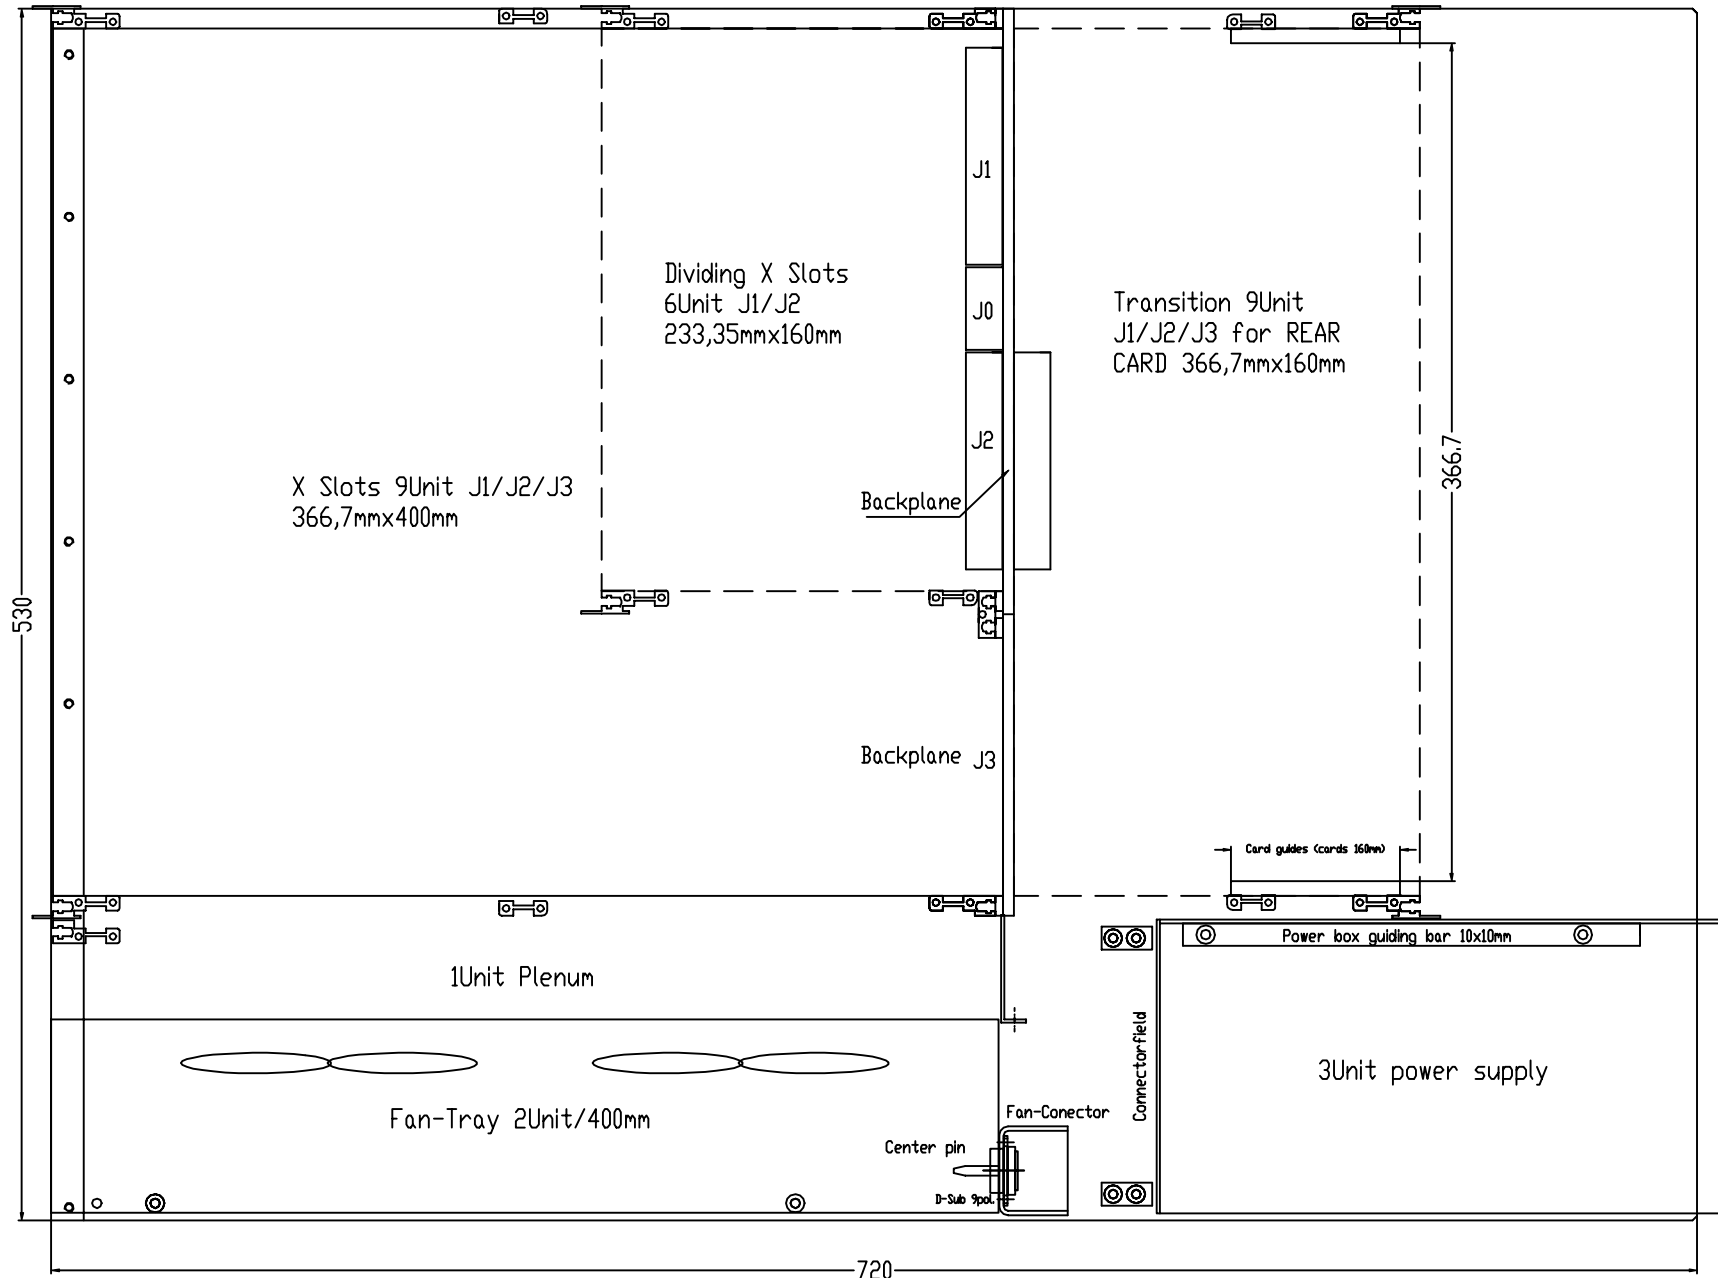 J1
Dividing X Slots
6Unit J1/J2
233,35mmx160mm
J0
Transition 9Unit
J1/J2/J3 for REAR
CARD 366,7mmx160mm
J2
366,7
X Slots 9Unit J1/J2/J3
366,7mmx400mm
Backplane
530
Backplane J3
Card guides (cards 160mm)
Power box guiding bar 10x10mm
1Unit Plenum
Connectorfield
3Unit power supply
Fan-Tray 2Unit/400mm
Fan-Conector
Center pin
D-Sub 9pol.
720